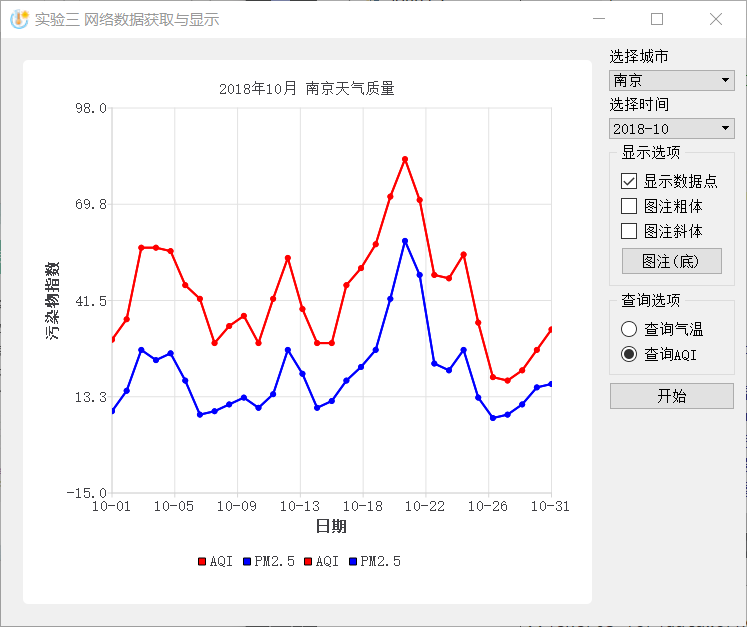 实验三 网络数据获取与显示
2018年10月 南京天气质量
98.0
69.8
41.5
13.3
-15.0
污染物指数
10-01 10-05 10-09 10-13 10-18 10-22 10-26 10-31
日期
AQI PM2.5 AQI PM2.5
选择城市
南京
选择时间
2018-10
显示选项
显示数据点
图注粗体
图注斜体
图注(底)
查询选项
查询气温
查询AQI
开始